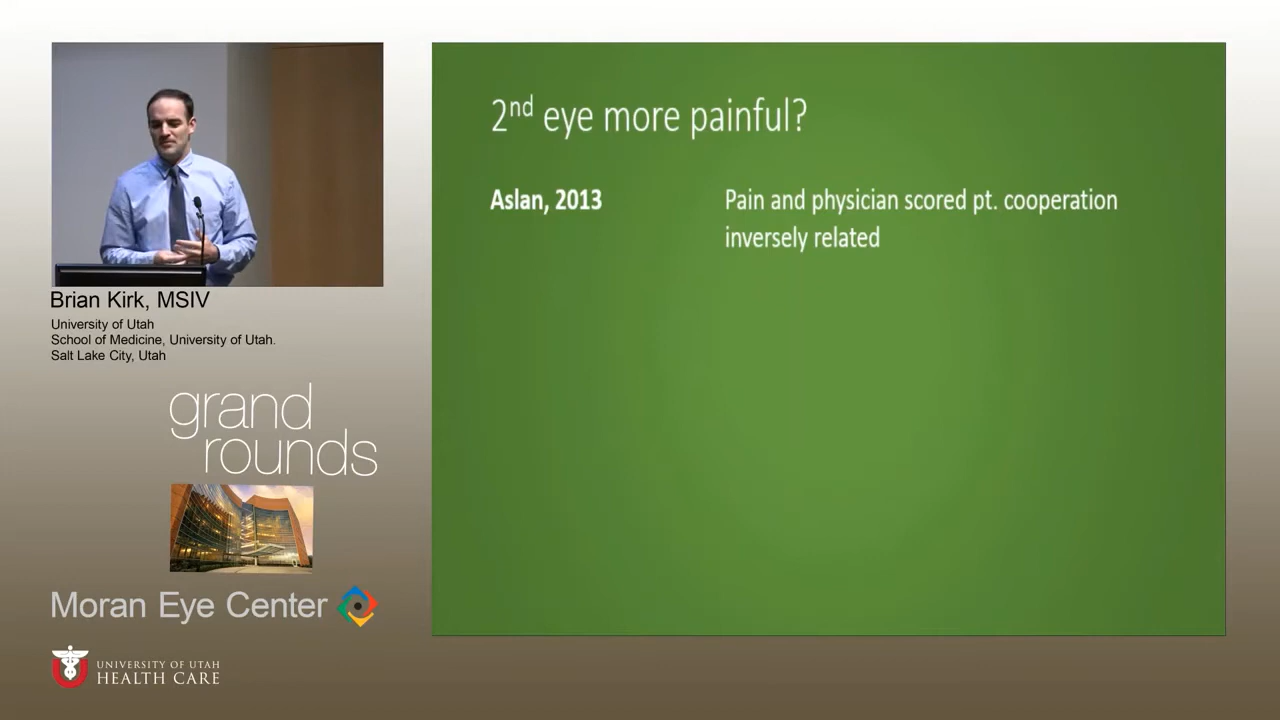 2nd eye more painful?
Aslan, 2013
Pain and physician scored pt. cooperation
inversely related
Brian Kirk, MSIV
University of Utah
School of Medicine, University of Utah.
Salt Lake City, Utah
grand
rounds
Moran Eye Center
UNIVERSITY OF UTAH
HEALTH CARE